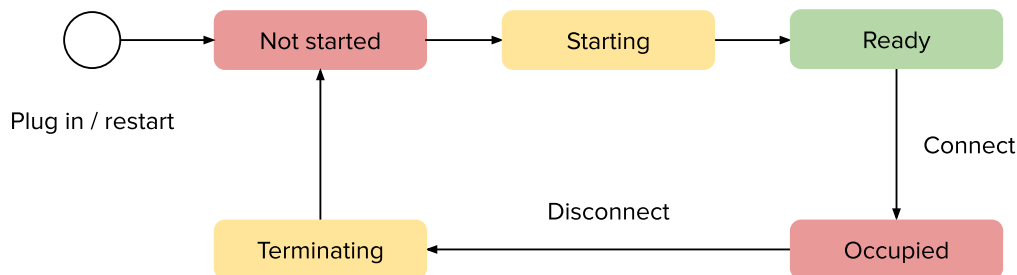 Not started
Starting
Ready
Plug in / restart
Connect
Disconnect
Terminating
Occupied